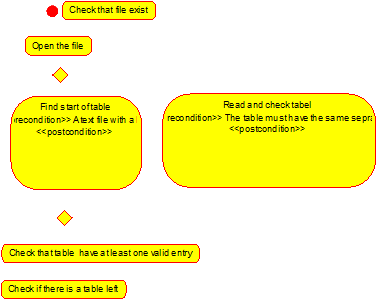 Check that file exist
Open the file
Find start of table
recondition>> A text file with a
<<postcondition>>
Read and check tabel
recondition>> The table must have the same sepra
<<postcondition>>
Check that table have at least one valid entry
Check if there is a table left